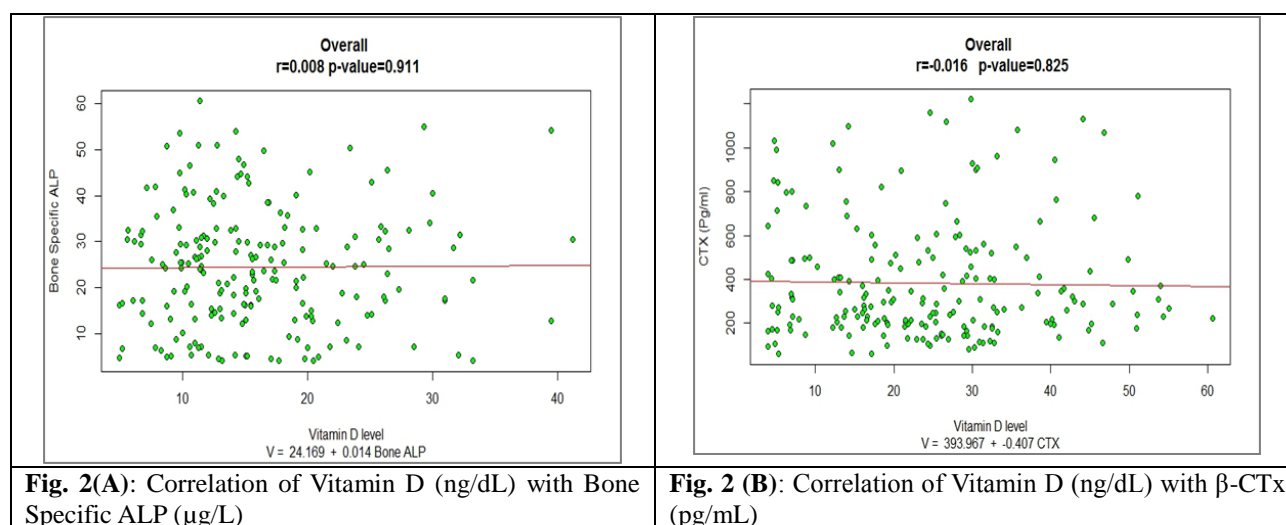 Overall
r=0.008 p-value=0.911
60
50
40
30
20
10
Bone Specific ALP
10 20 30 40
Vitamin D level
V = 24.169 + 0.014 Bone ALP
Fig. 2(A): Correlation of Vitamin D (ng/dL) with Bone
Specific ALP (µg/L)
Overall
r=-0.016 p-value=0.825
1000
800
600
400
200
CTX (Pg/ml)
10 20 30 40 50 60
Vitamin D level
V = 393.967 + -0.407 CTX
Fig. 2 (B): Correlation of Vitamin D (ng/dL) with β-CTx
(pg/mL)